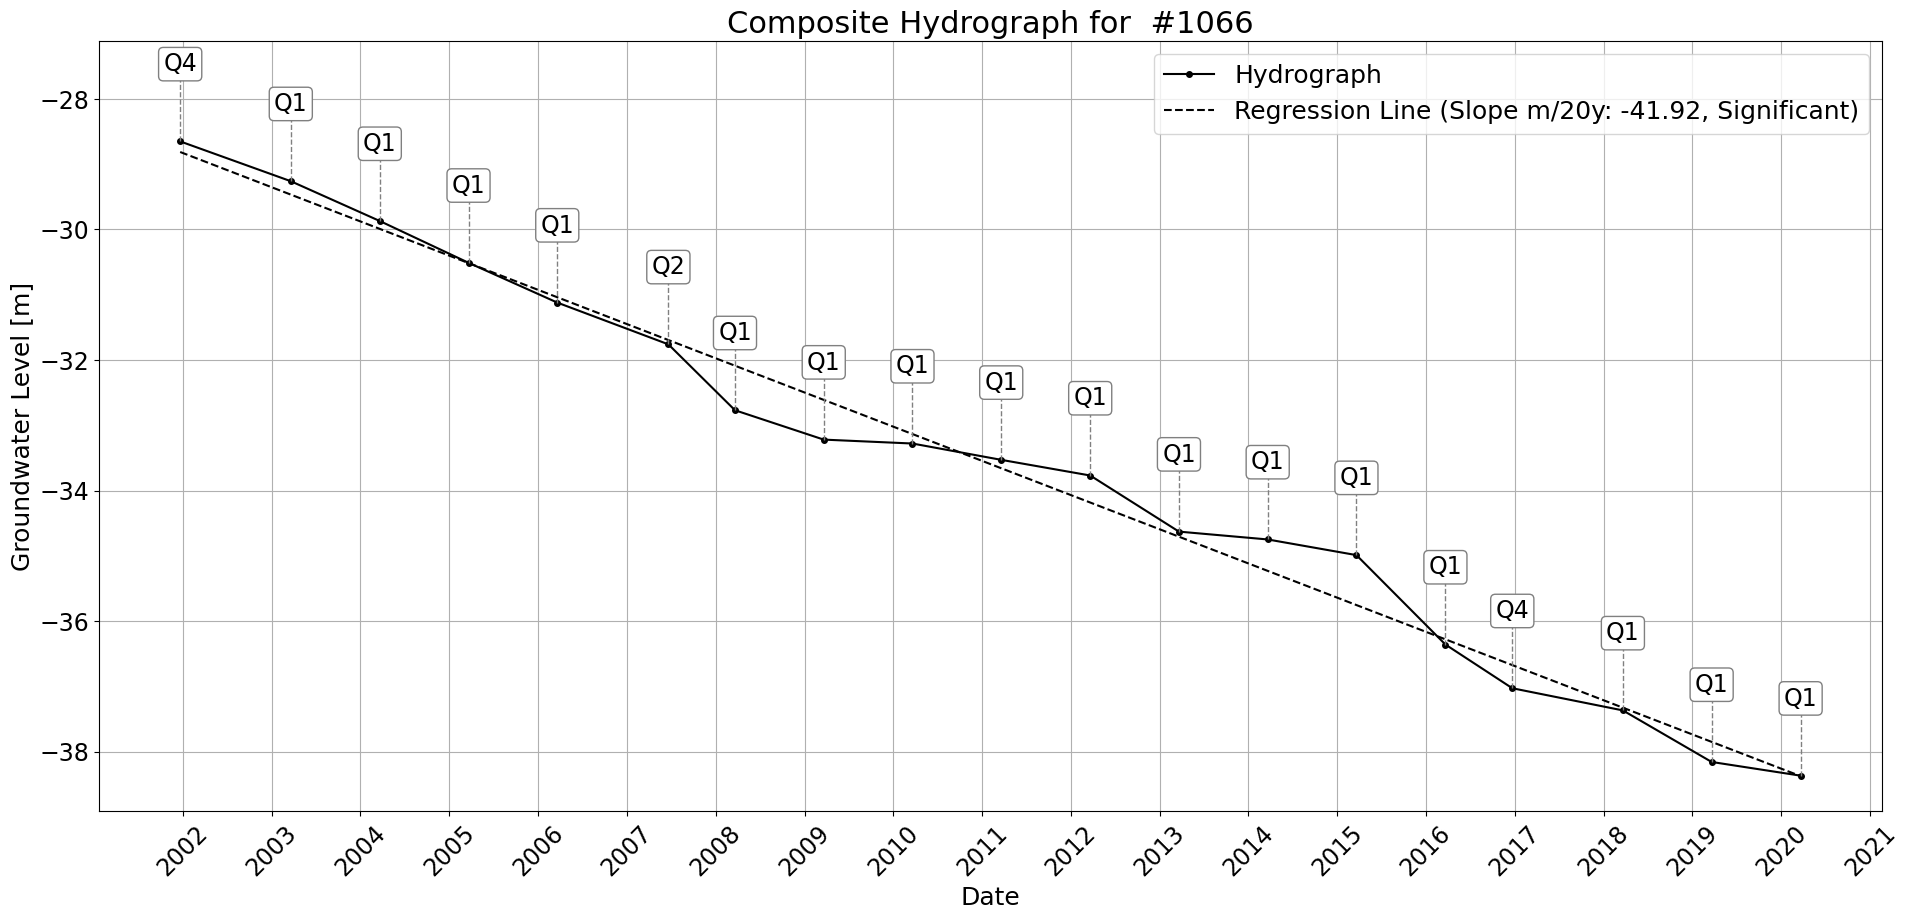 Composite Hydrograph for  #1066
Hydrograph
Regression Line (Slope m/20y: -41.92, Significant)
Q4
Q1
Q1
Q1
Q1
Q2
Q1
Q1
Q1
Q1
Q1
Q1
Q1
Q1
Q1
Q4
Q1
Q1
Q1
Groundwater Level [m]
−28
−30
−32
−34
−36
−38
2002
2003
2004
2005
2006
2007
2008
2009
2010
2011
2012
2013
2014
2015
2016
2017
2018
2019
2020
2021
Date